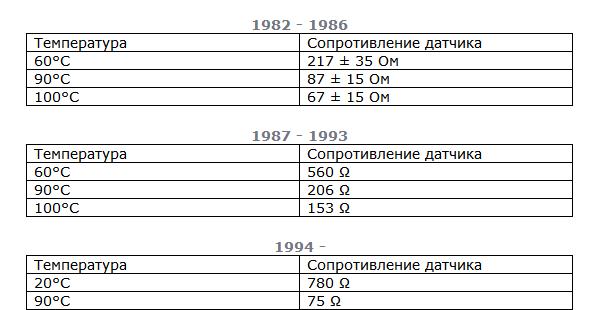 1982 - 1986
Температура Сопротивление датчика
60°C 217 ± 35 Ом
90°C 87 ± 15 Ом
100°C 67 ± 15 Ом
1987 - 1993
Температура Сопротивление датчика
60°C 560 Ω
90°C 206 Ω
100°C 153 Ω
1994 -
Температура Сопротивление датчика
20°C 780 Ω
90°C 75 Ω